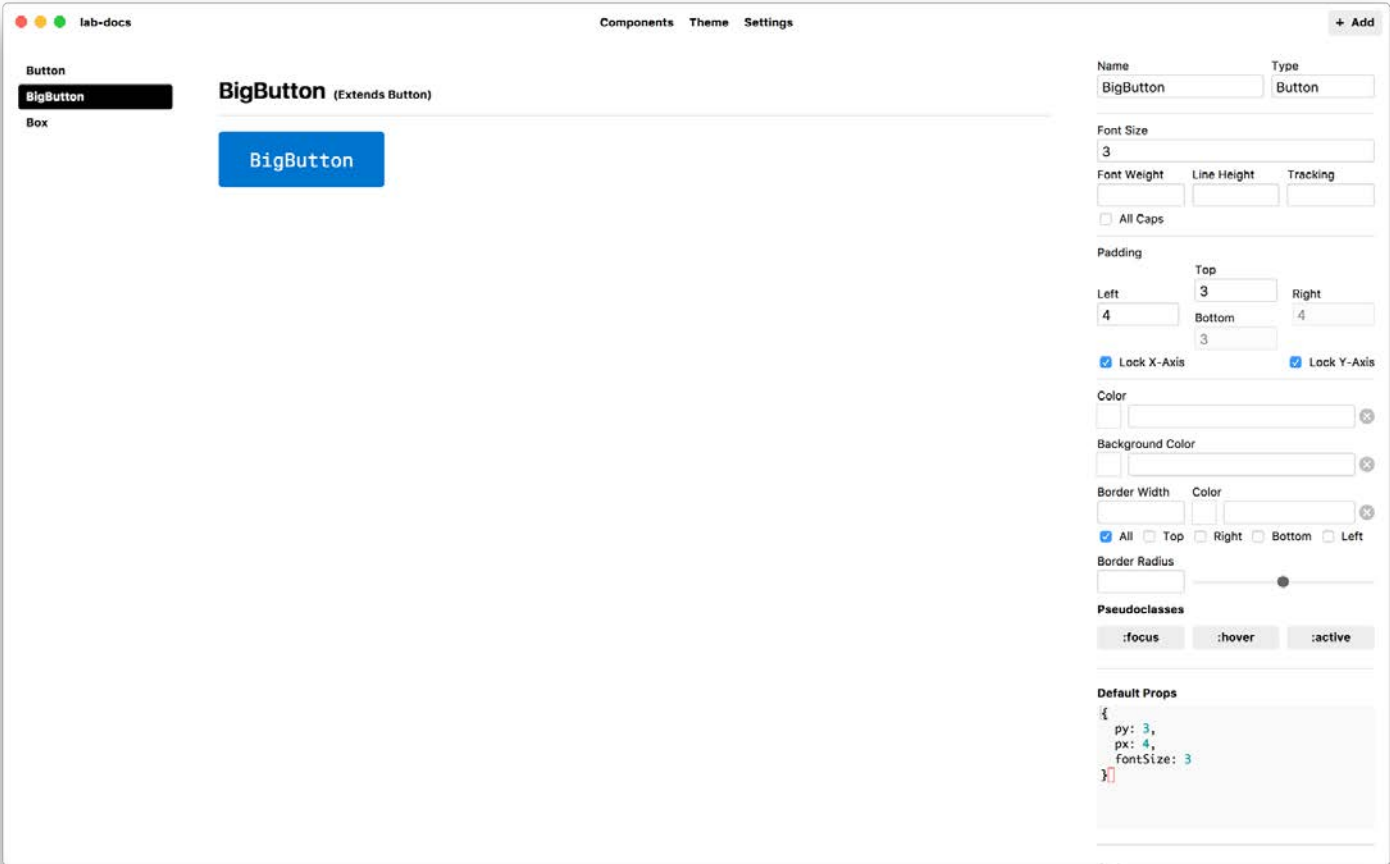 lab-docs
Components Theme Settings
+ Add
Button
BigButton
Box
BigButton (Extends Button)
BigButton
Name Type
BigButton Button
Font Size
3
Font Weight Line Height Tracking
All Caps
Padding
Top
3
Left Right
4 4
Bottom
3
Lock X-Axis Lock Y-Axis
Color
Background Color
Border Width Color
All Top Right Bottom Left
Border Radius
Pseudoclasses
:focus :hover :active
Default Props
{
py: 3,
px: 4,
fontSize: 3
}